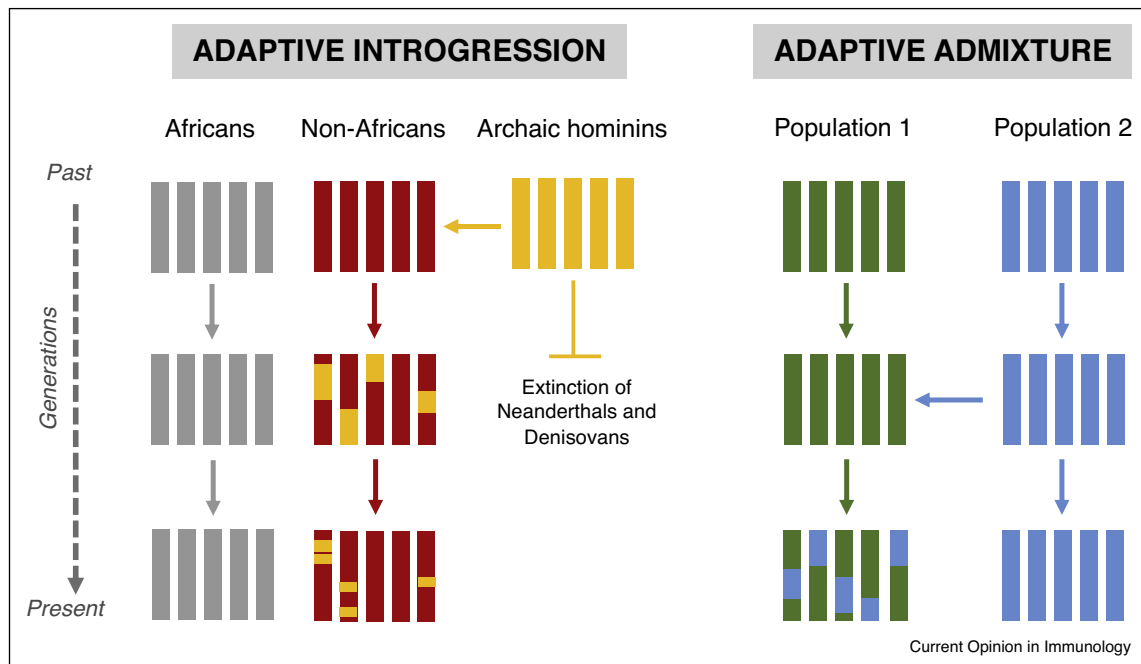 ADAPTIVE INTROGRESSION
ADAPTIVE ADMIXTURE
Africans
Non-Africans
Archaic hominins
Population 1
Population 2
Past
Generations
Present
Extinction of
Neanderthals and
Denisovans
Current Opinion in Immunology